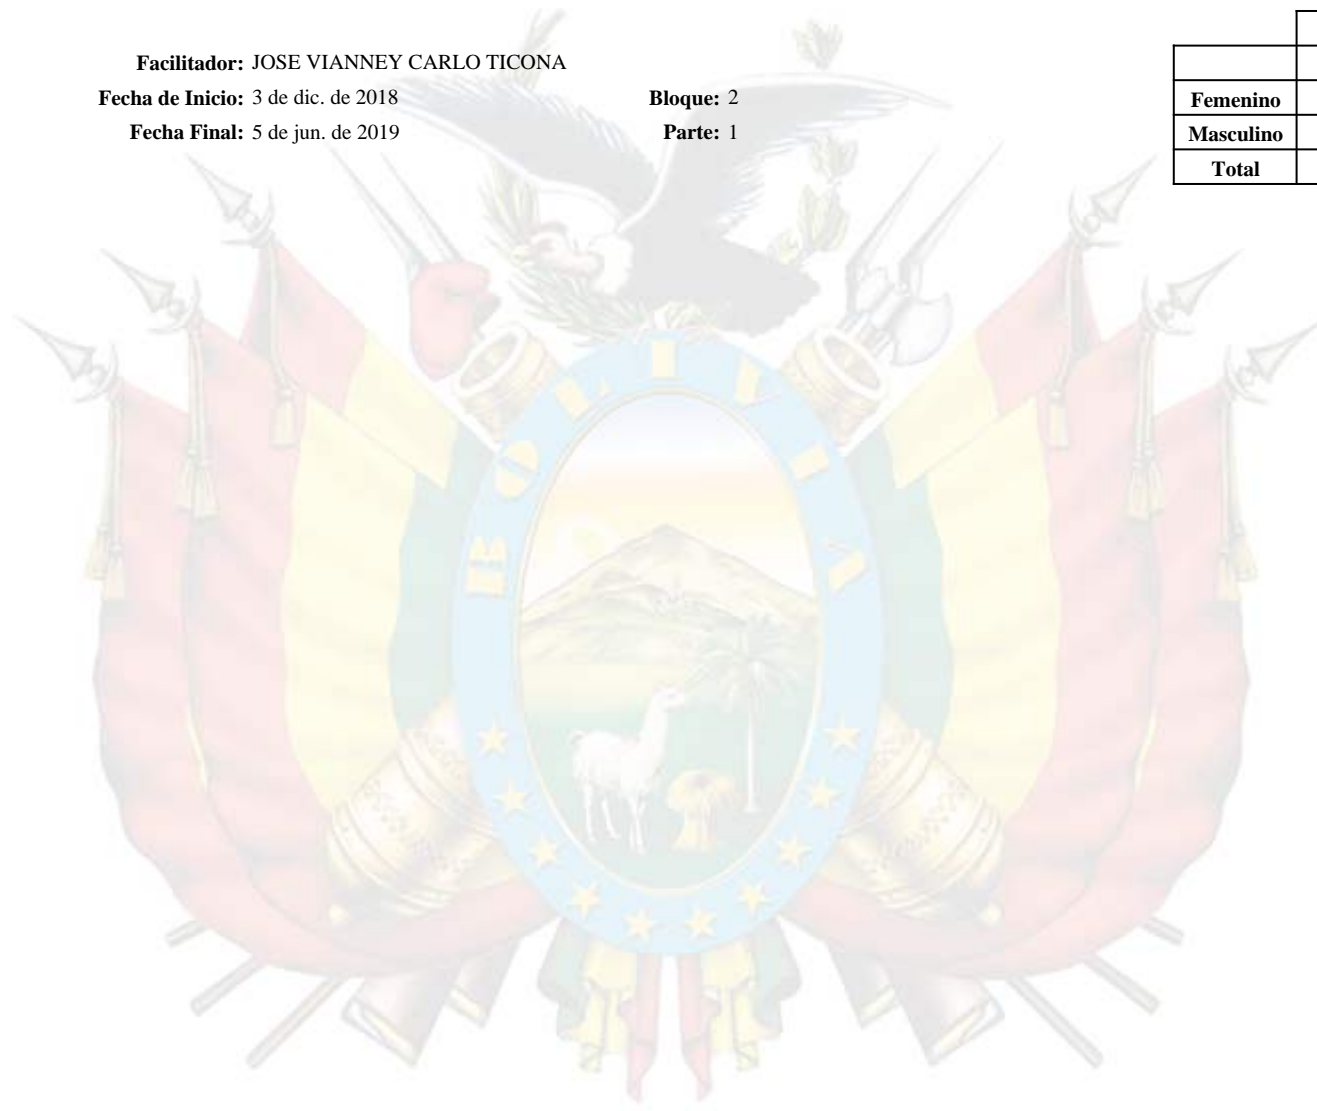 Facilitador: JOSE VIANNEY CARLO TICONA
Fecha de Inicio: 3 de dic. de 2018 Bloque: 2
Fecha Final: 5 de jun. de 2019 Parte: 1
Femenino
Masculino
Total
BOLIVIA